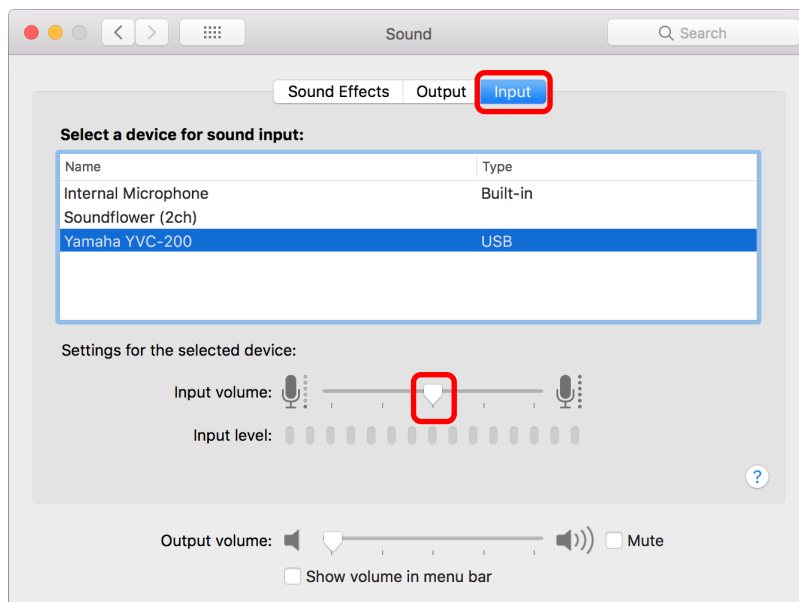 Sound
Search
Sound Effects Output Input
Select a device for sound input:
Name Type
Internal Microphone Built-in
Soundflower (2ch)
Yamaha YVC-200 USB
Settings for the selected device:
Input volume:
Input level:
?
Output volume: Mute
Show volume in menu bar